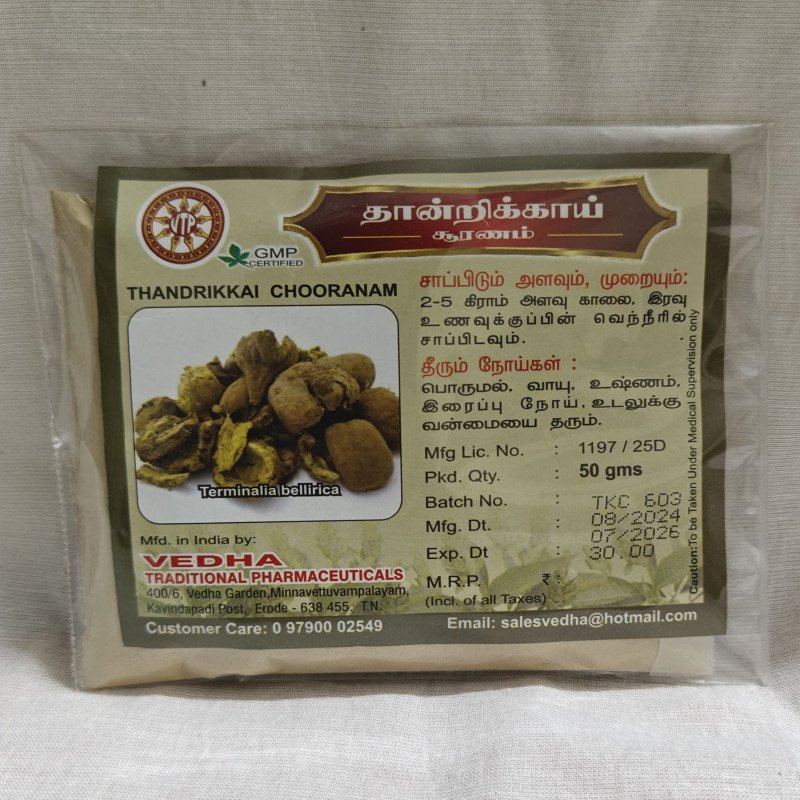 VTP
GMP
CERTIFIED
தான்றிக்காய்
சூரணம்
THANDRIKKAI CHOORANAM
Terminalia bellirica
Mfd. in India by:
VEDHA
TRADITIONAL PHARMACEUTICALS
400/6, Vedha Garden,Minnavettuvampalayam,
Kavindapadi Post, Erode - 638 455. T.N.
Customer Care: 0 97900 02549
சாப்பிடும் அளவும், முறையும்:
2-5 கிராம் அளவு காலை, இரவு
உணவுக்குப்பின் வெந்நீரில்
சாப்பிடவும்.
தீரும் நோய்கள் :
பொருமல், வாயு, உஷ்ணம்,
இரைப்பு நோய், உடலுக்கு
வன்மையை தரும்.
Mfg Lic. No. : 1197 / 25D
Pkd. Qty. : 50 gms
Batch No. : TKC 603
Mfg. Dt. : 08/2024
Exp. Dt : 07/2026
M.R.P. ₹ : 30.00
(Incl. of all Taxes)
Email: salesvedha@hotmail.com
Caution:To be Taken Under Medical Supervision only